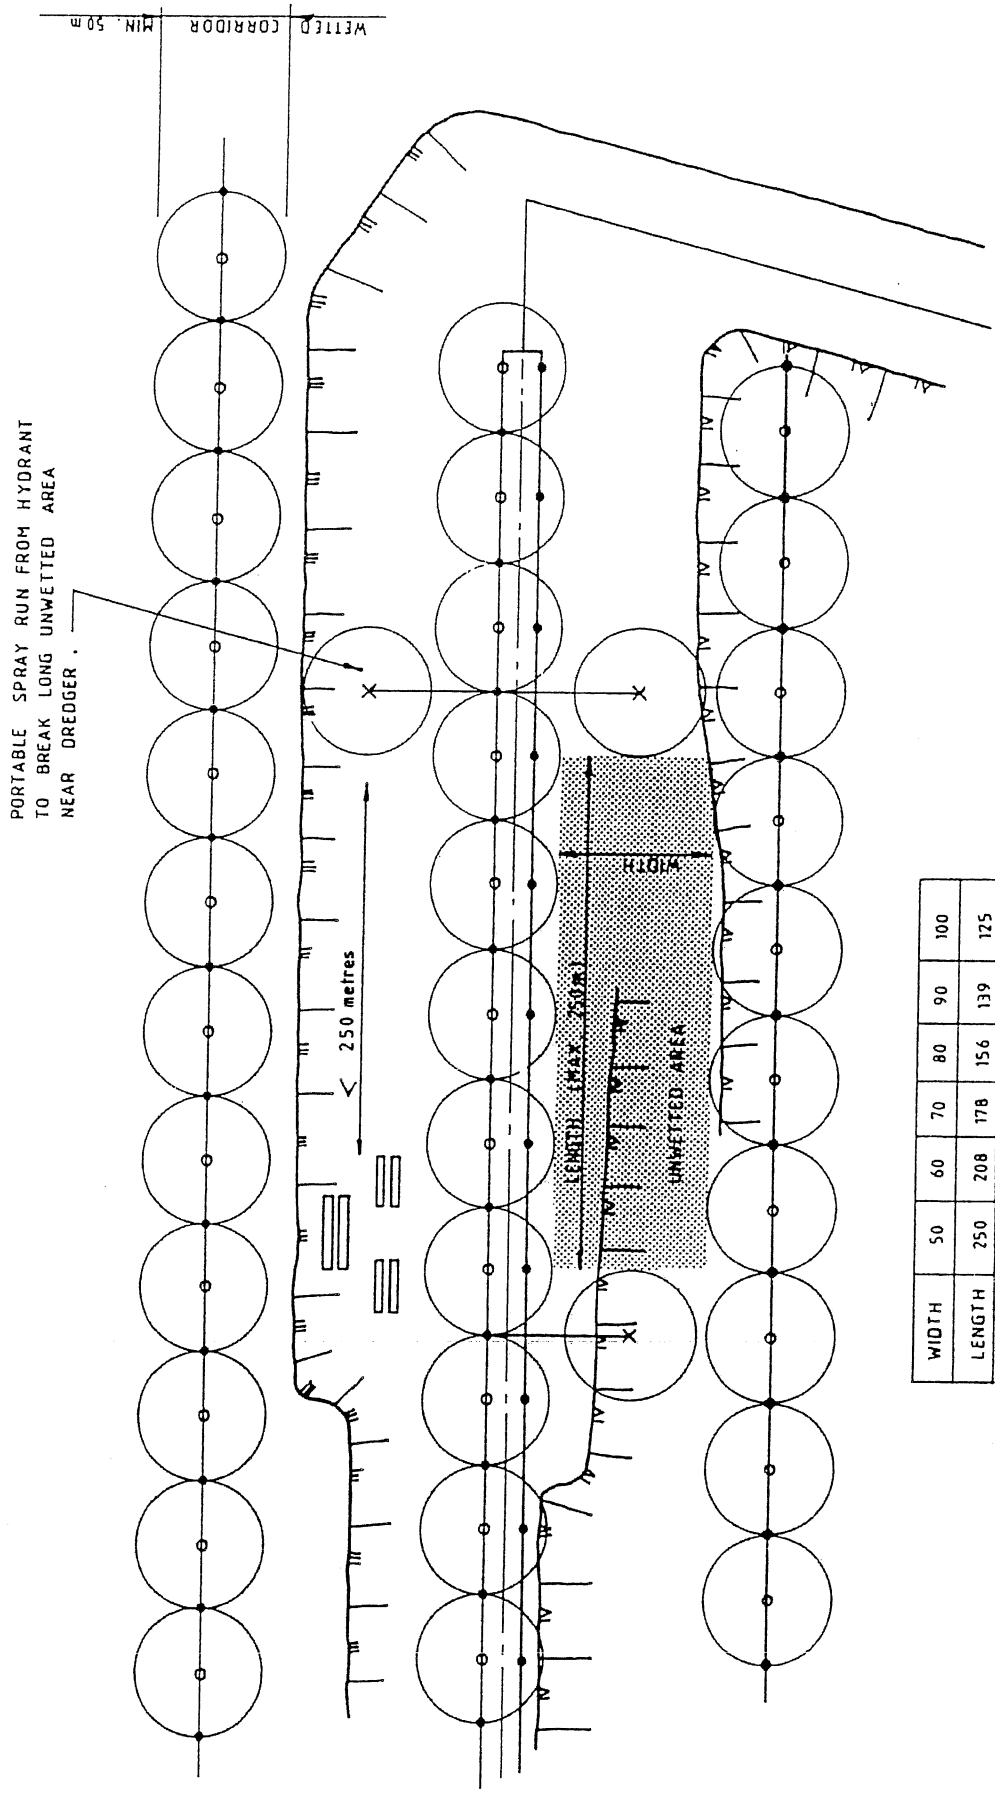 WETTED CORRIDOR MIN. 50m
PORTABLE SPRAY RUN FROM HYDRANT
TO BREAK LONG UNWETTED AREA
NEAR DREDGER.
< 250 metres
WIDTH
LENGTH (MAX. 250m)
UNWETTED AREA
WIDTH 50 60 70 80 90 100
LENGTH 250 208 178 156 139 125